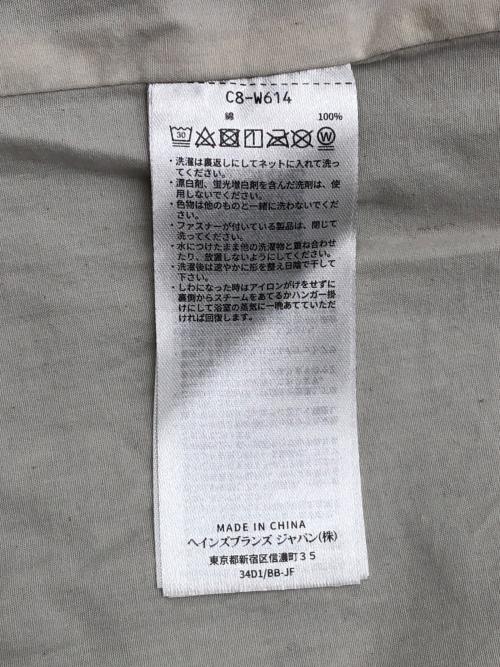 C8-W614
綿 100%
30 W
・洗濯は裏返しにしてネットに入れて洗っ
てください。
・漂白剤、蛍光増白剤を含んだ洗剤は、使
用しないでください。
・色物は他のものと一緒に洗わないでくだ
さい。
・ファスナーが付いている製品は、閉じて
洗ってください。
・水につけたまま他の洗濯物と重ね合わせ
たり、放置しないようにしてください。
・洗濯後は速やかに形を整え日陰で干して
下さい。
・しわになった時はアイロンがけをせずに
裏側からスチームをあてるかハンガー掛
けにして浴室の蒸気に一晩あてていただ
ければ回復します。
MADE IN CHINA
ヘインズブランズ ジャパン(株)
東京都新宿区信濃町35
34D1/BB-JF